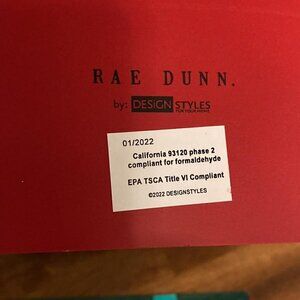 RAE DUNN.
by: DESIGN STYLES
FOR YOUR HOME
01/2022
California 93120 phase 2
compliant for formaldehyde
EPA TSCA Title VI Compliant
©2022 DESIGNSTYLES